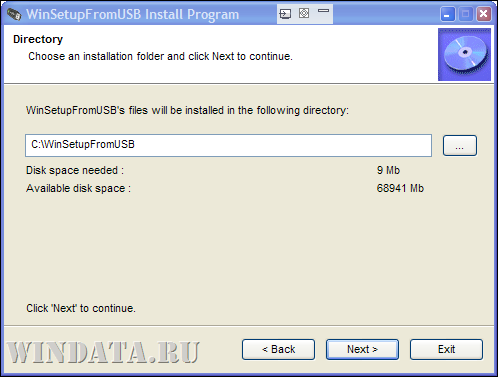 WinSetupFromUSB Install Program
Directory
Choose an installation folder and click Next to continue.
WinSetupFromUSB's files will be installed in the following directory:
C:\WinSetupFromUSB
...
Disk space needed : 9 Mb
Available disk space : 68941 Mb
Click 'Next' to continue.
WINDATA.RU
< Back Next > Exit